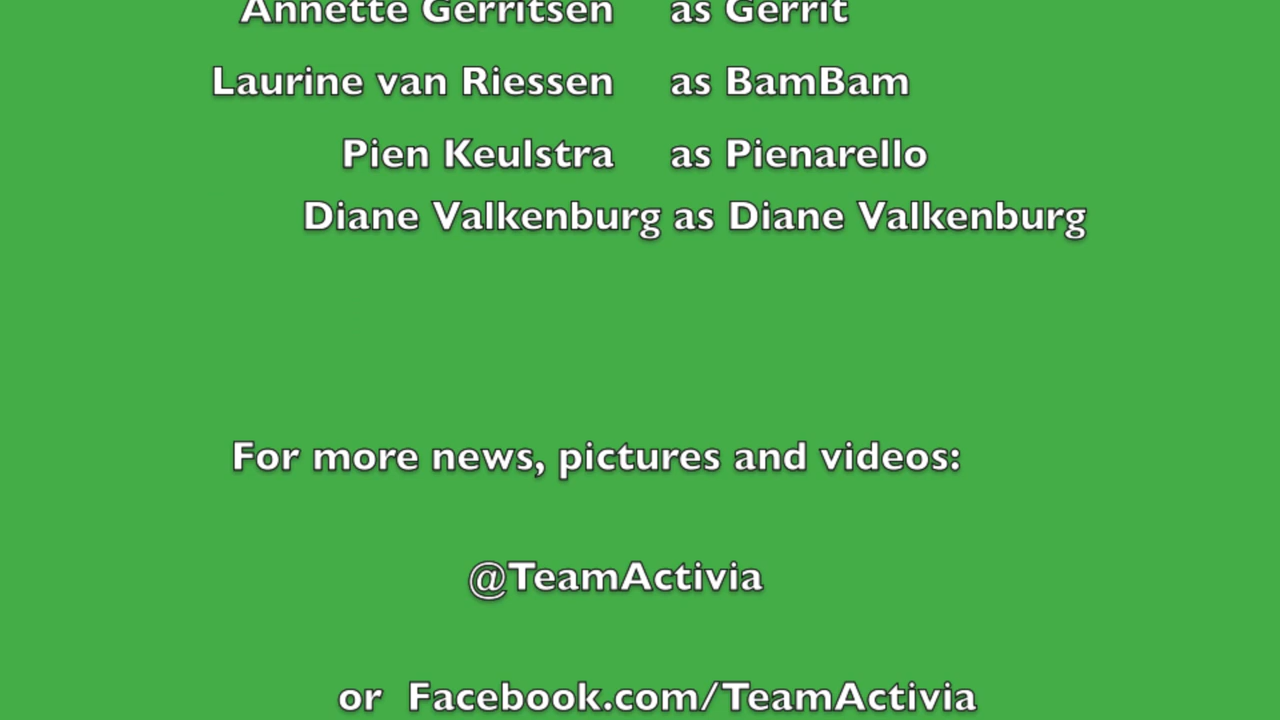 Annette Gerritsen as Gerrit
Laurine van Riessen as BamBam
Pien Keulstra as Pienarello
Diane Valkenburg as Diane Valkenburg
For more news, pictures and videos:
@TeamActivia
or Facebook.com/TeamActivia